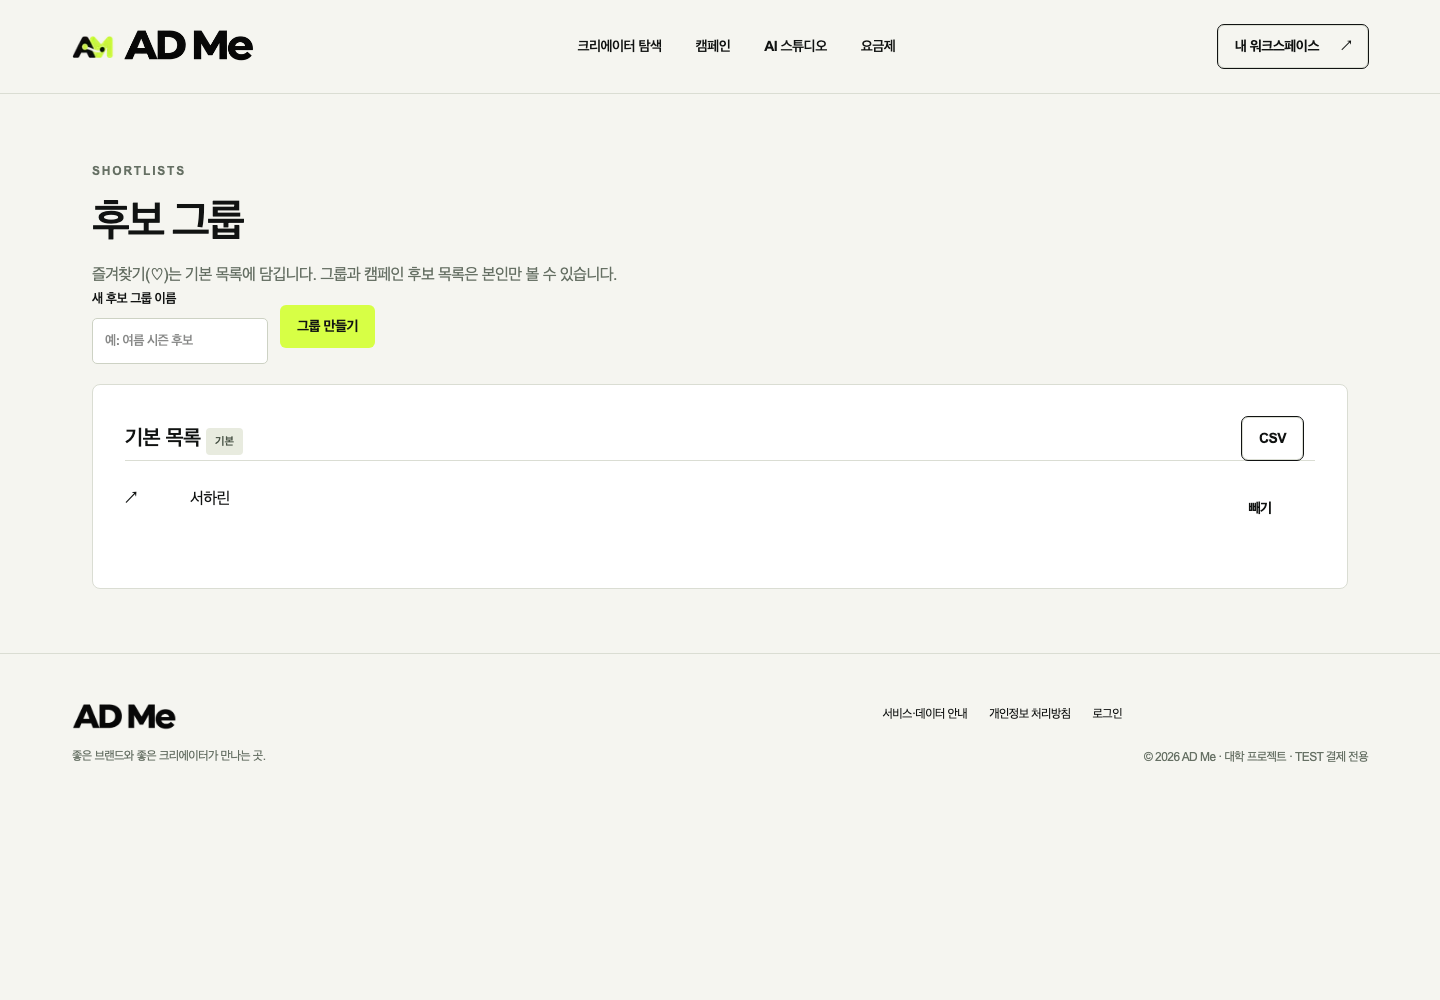 AD Me
크리에이터 탐색 캠페인 AI 스튜디오 요금제
내 워크스페이스 ↗
SHORTLISTS
후보 그룹
즐겨찾기(♡)는 기본 목록에 담깁니다. 그룹과 캠페인 후보 목록은 본인만 볼 수 있습니다.
새 후보 그룹 이름
예: 여름 시즌 후보
그룹 만들기
기본 목록 기본
CSV
↗ 서하린
빼기
AD Me
서비스·데이터 안내 개인정보 처리방침 로그인
좋은 브랜드와 좋은 크리에이터가 만나는 곳.
© 2026 AD Me · 대학 프로젝트 · TEST 결제 전용